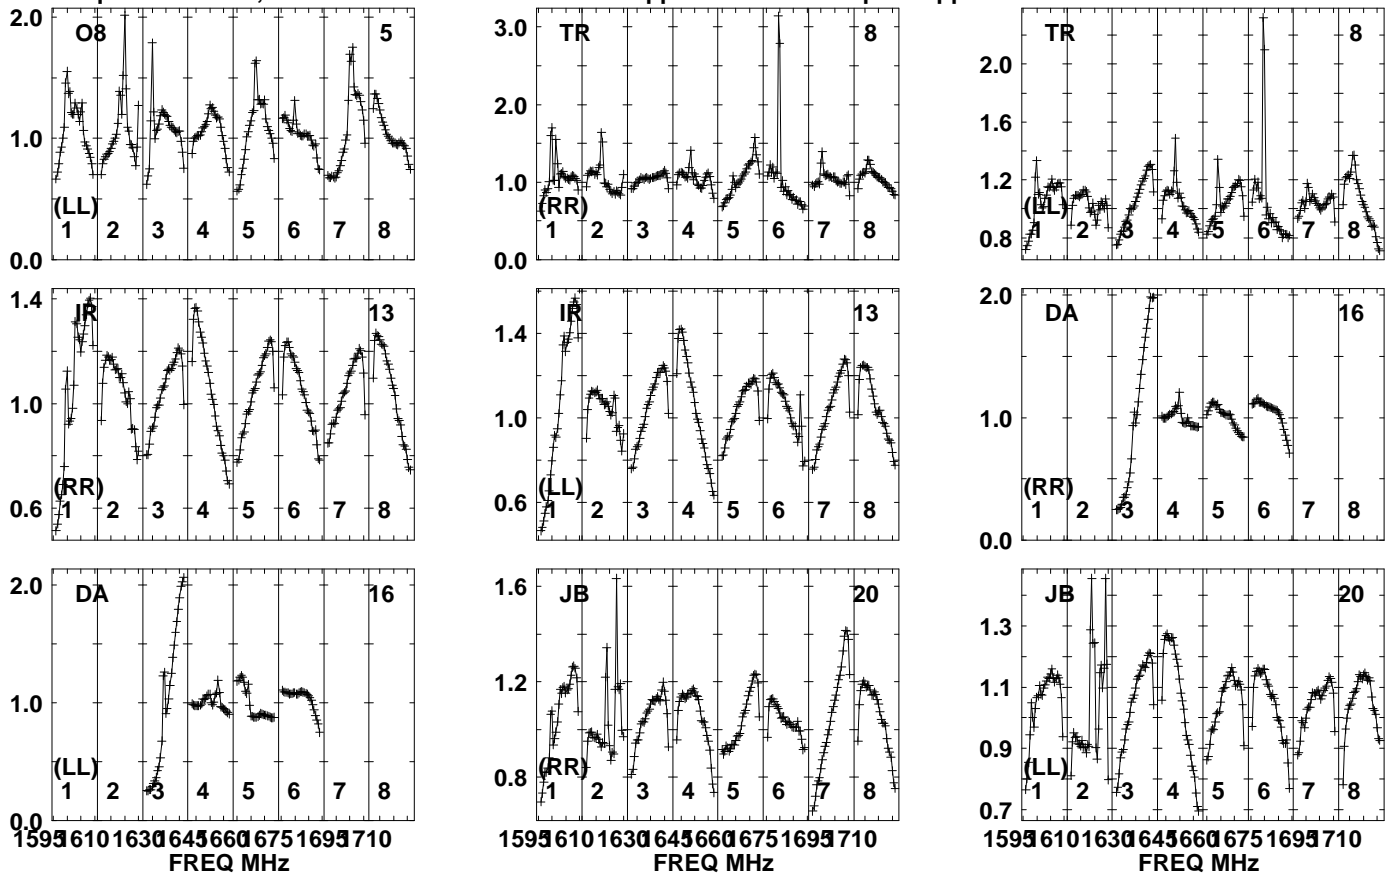 2.0 O8 5
1.0
(LL)
1 2 3 4 5 6 7 8
0.0
3.0 TR 8
2.0
1.0
(RR)
1 2 3 4 5 6 7 8
0.0
TR 8
2.0
1.6
1.2
(LL)
1 2 3 4 5 6 7 8
0.8
1.4 IR 13
1.0
(RR)
0.6 1 2 3 4 5 6 7 8
IR 13
1.4
1.0
(LL)
0.6 1 2 3 4 5 6 7 8
2.0 DA 16
1.0
(RR)
1 2 3 4 5 6 7 8
0.0
2.0 DA 16
1.0
(LL)
1 2 3 4 5 6 7 8
0.0
1595 1610 1630 1645 1660 1675 1695 1710
FREQ MHz
1.6 JB 20
1.2
(RR)
0.8 1 2 3 4 5 6 7 8
1595 1610 1630 1645 1660 1675 1695 1710
FREQ MHz
JB 20
1.3
1.1
0.9
(LL)
1 2 3 4 5 6 7 8
0.7
1595 1610 1630 1645 1660 1675 1695 1710
FREQ MHz